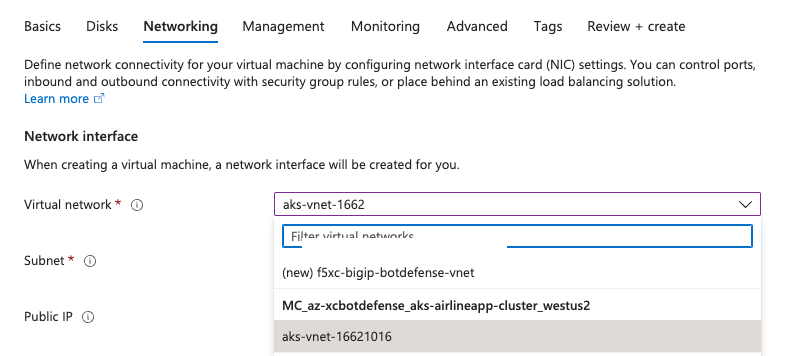 Basics Disks Networking Management Monitoring Advanced Tags Review + create
Define network connectivity for your virtual machine by configuring network interface card (NIC) settings. You can control ports,
inbound and outbound connectivity with security group rules, or place behind an existing load balancing solution.
Learn more
Network interface
When creating a virtual machine, a network interface will be created for you.
Virtual network * aks-vnet-1662
Filter virtual networks
Subnet *
(new) f5xc-bigip-botdefense-vnet
MC_az-xcbotdefense_aks-airlineapp-cluster_westus2
Public IP
aks-vnet-16621016